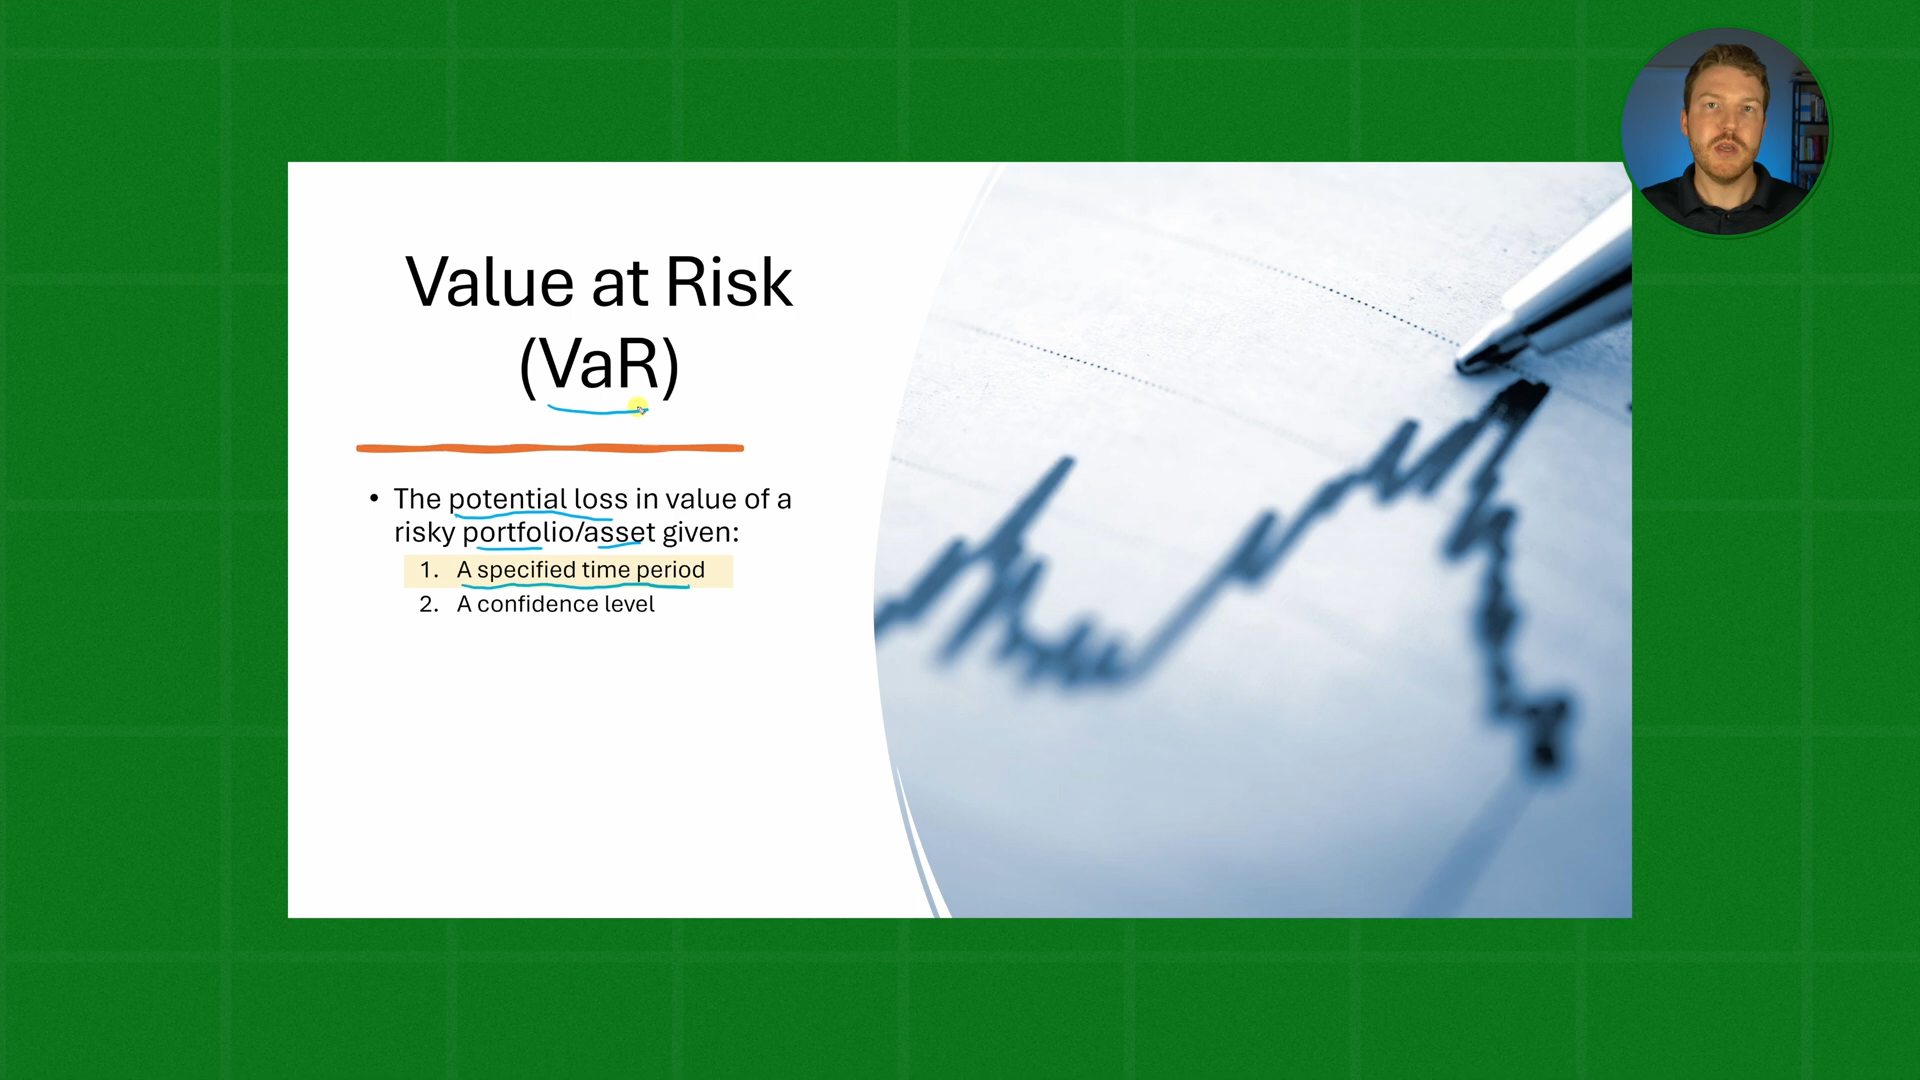 Value at Risk
(VaR)
• The potential loss in value of a
risky portfolio/asset given:
1. A specified time period
2. A confidence level